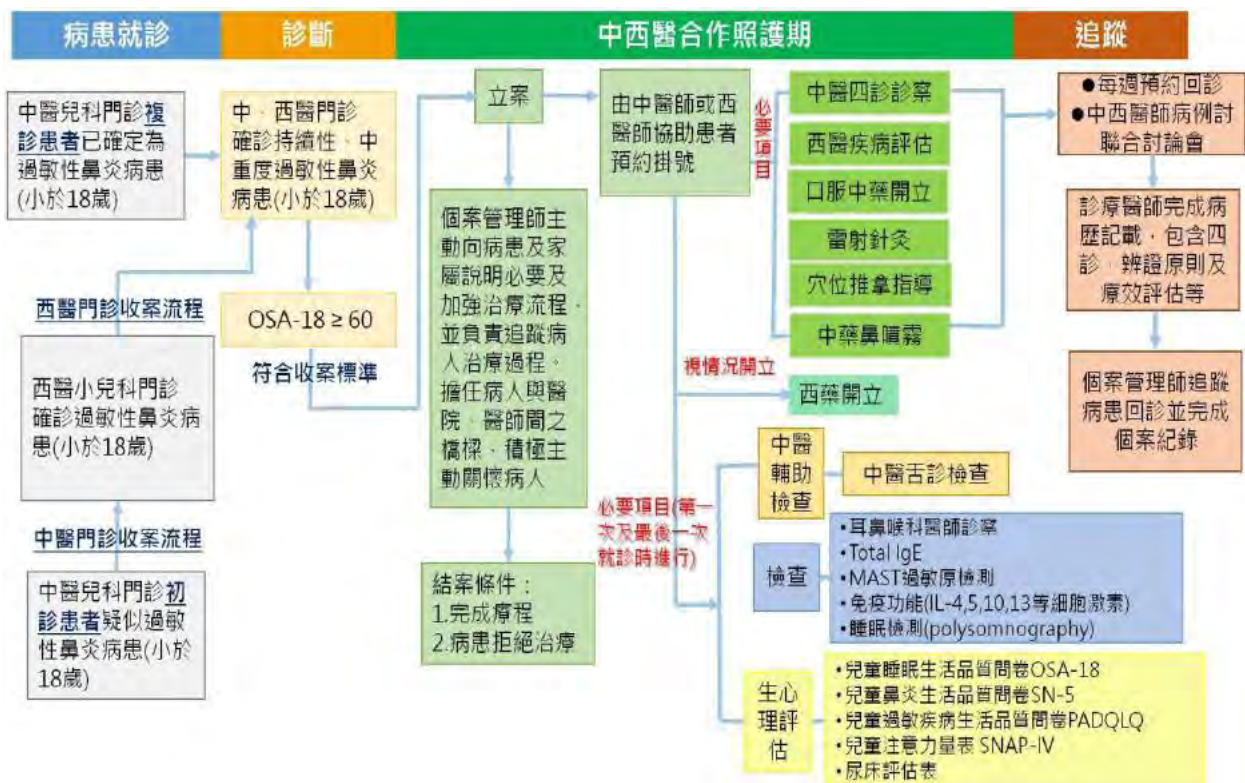 病患就診
診斷
中西醫合作照護期
追蹤
中醫兒科門診複
診患者已確定為
過敏性鼻炎病患
(小於18歲)
西醫門診收案流程
西醫小兒科門診
確診過敏性鼻炎病
患(小於18歲)
中醫門診收案流程
中醫兒科門診初
診患者疑似過敏
性鼻炎病患(小於
18歲)
中、西醫門診
確診持續性、中
重度過敏性鼻炎
病患(小於18歲)
OSA-18 ≥ 60
符合收案標準
立案
個案管理師主
動向病患及家
屬說明必要及
加強治療流程，
並負責追蹤病
人治療過程。
擔任病人與醫
院、醫師間之
橋樑，積極主
動關懷病人
結案條件：
1.完成療程
2.病患拒絕治療
由中醫師或西
醫師協助患者
預約掛號
必要項目
中醫四診診察
西醫疾病評估
口服中藥開立
雷射針灸
穴位推拿指導
中藥鼻噴霧
視情況開立
西藥開立
必要項目(第一
次及最後一次
就診時進行)
中醫
輔助
檢查
中醫舌診檢查
檢查
•耳鼻喉科醫師診察
•Total IgE
•MAST過敏原檢測
•免疫功能(IL-4,5,10,13等細胞激素)
•睡眠檢測(polysomnography)
生心
理評
估
•兒童睡眠生活品質問卷OSA-18
•兒童鼻炎生活品質問卷SN-5
•兒童過敏疾病生活品質問卷PADQLQ
•兒童注意力量表 SNAP-IV
•尿床評估表
●每週預約回診
●中西醫師病例討
聯合討論會
診療醫師完成病
歷記載，包含四
診、辨證原則及
療效評估等
個案管理師追蹤
病患回診並完成
個案紀錄